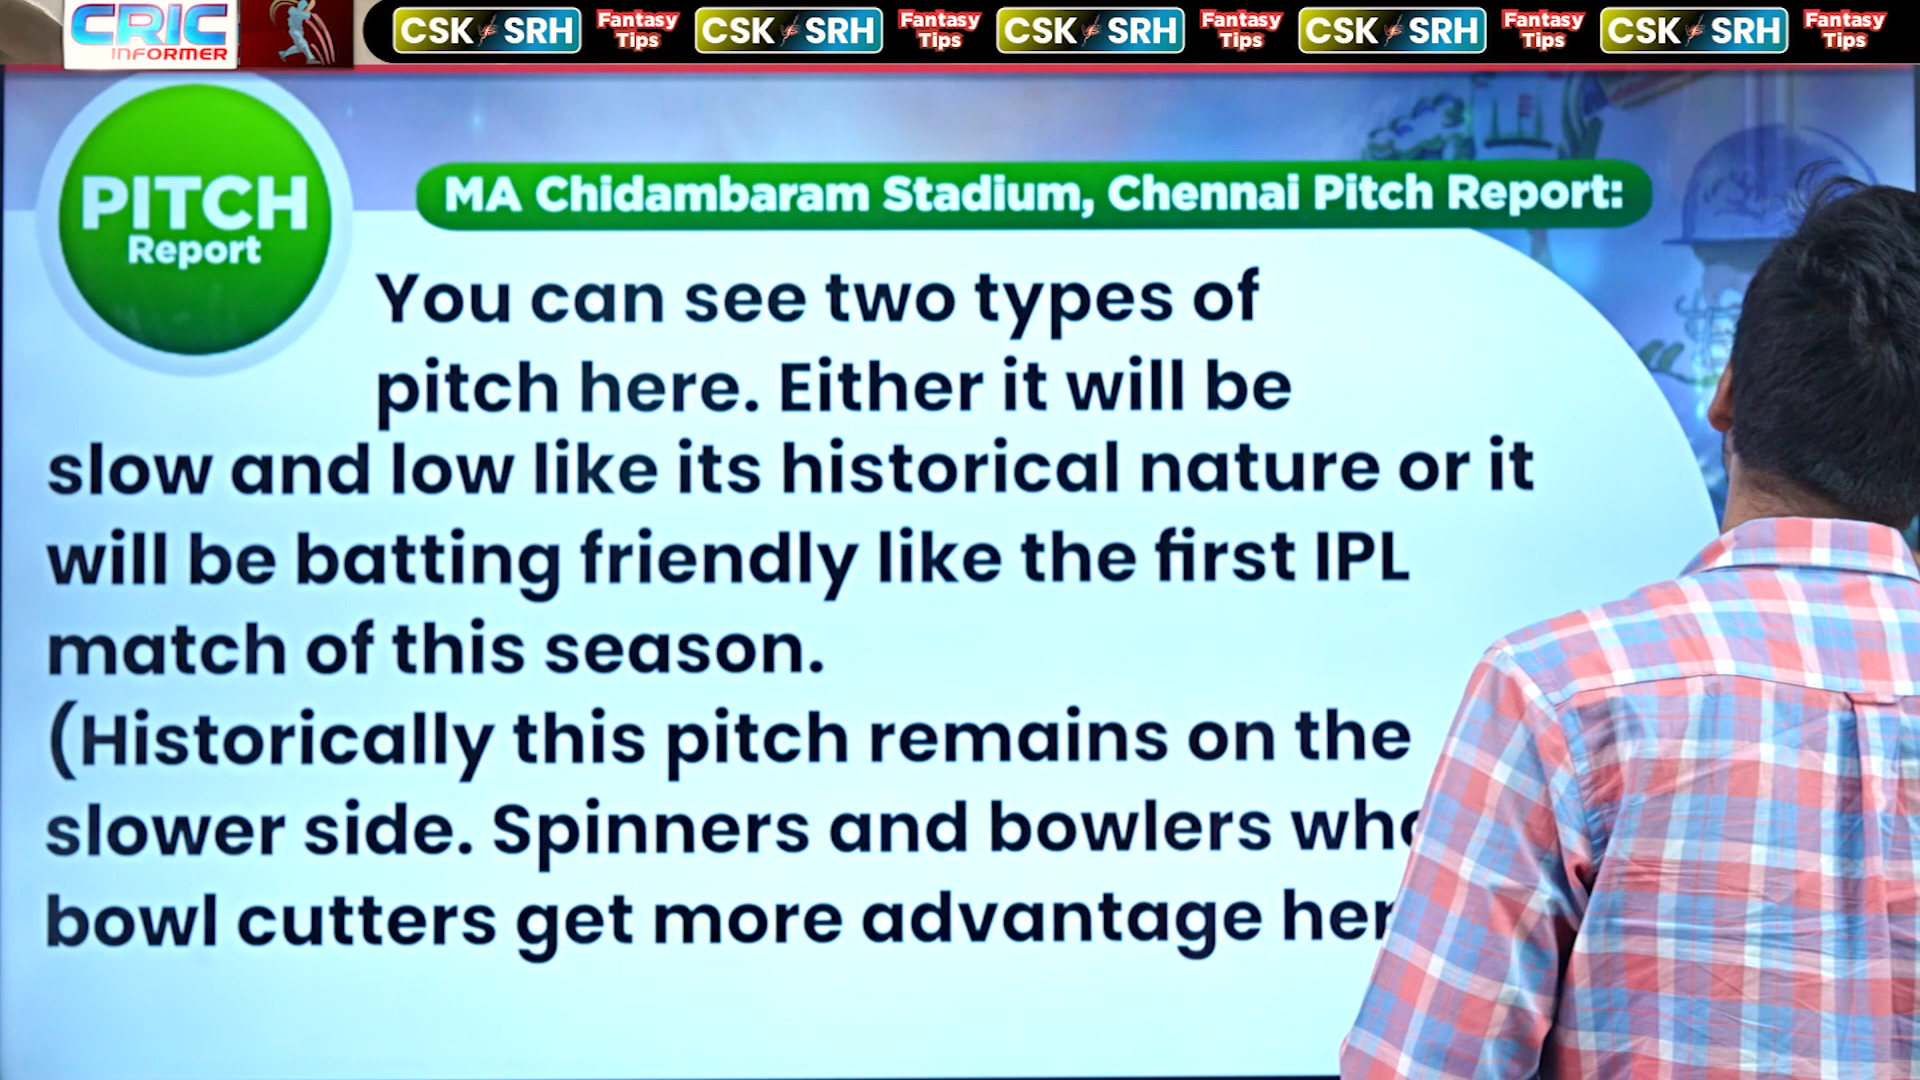 CRIC
INFORMER
CSK SRH Fantasy Tips CSK SRH Fantasy Tips CSK SRH Fantasy Tips CSK SRH Fantasy Tips CSK SRH Fantasy Tips
PITCH
Report
MA Chidambaram Stadium, Chennai Pitch Report:
You can see two types of
pitch here. Either it will be
slow and low like its historical nature or it
will be batting friendly like the first IPL
match of this season.
(Historically this pitch remains on the
slower side. Spinners and bowlers
bowl cutters get more advantage